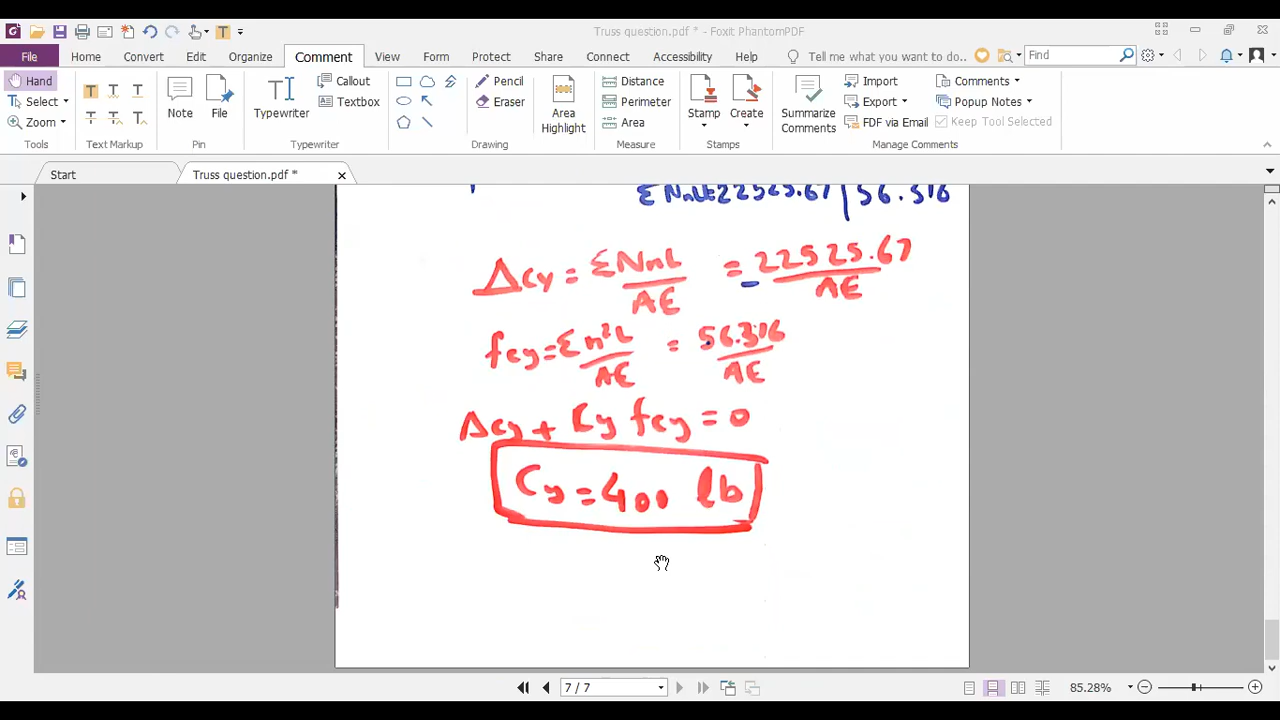 Truss question.pdf * - Foxit PhantomPDF
File Home Convert Edit Organize Comment View Form Protect Share Connect Accessibility Help Tell me what you want to do... Find
Hand
Select
Zoom
Tools
T T T
T T T
Text Markup
Note File
Pin
Typewriter
Callout
Textbox
Typewriter
Pencil
Eraser
Area Highlight
Drawing
Distance
Perimeter
Area
Measure
Stamp Create
Stamps
Summarize Comments
Import
Export
FDF via Email
Comments
Popup Notes
Keep Tool Selected
Manage Comments
Start Truss question.pdf *
ΣNnL=22525.67 56.316
Δcy = ΣNnL/AE = -22525.67/AE
fcy = Σn²L/AE = 56.316/AE
Δcy + Cy fcy = 0
Cy = 400 lb
7 / 7 85.28%